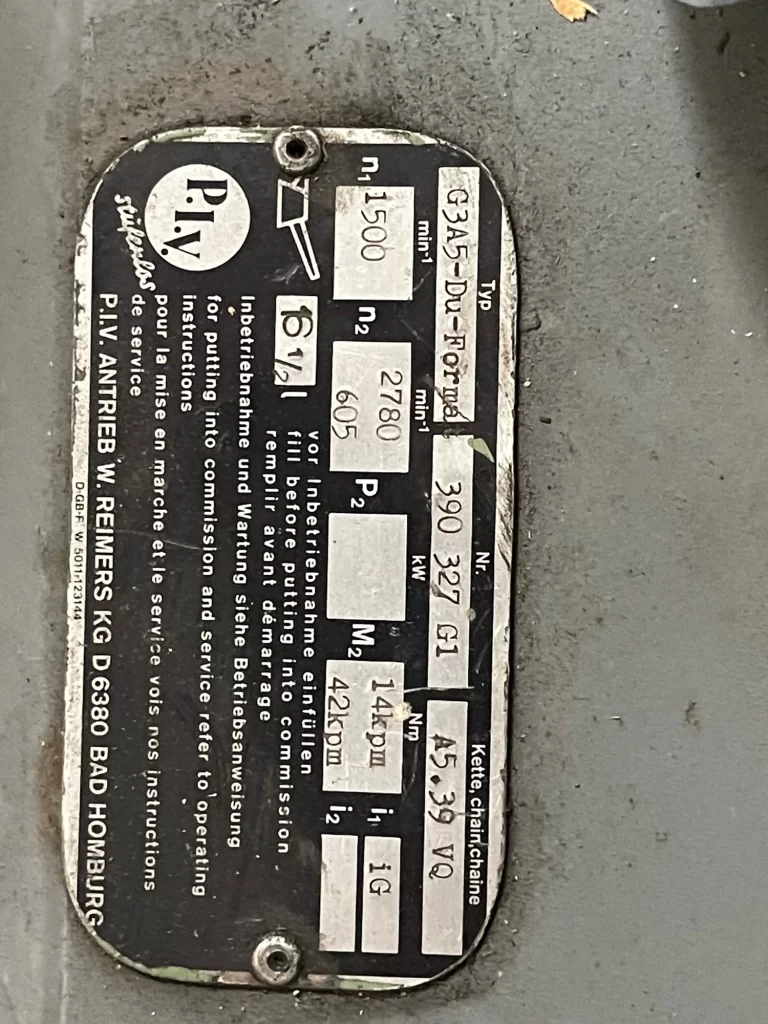 Typ Nr. Kette, chain, chaine
G3A5-Du-Format 390 327 G1 A5.39 VQ
min-1 min-1 kW Nm
n1 1500 n2 2780 605 P2 M2 14kpm 42kpm i1 iG i2
16 1/2 l
vor Inbetriebnahme einfüllen
fill before putting into commission
remplir avant démarrage
Inbetriebnahme und Wartung siehe Betriebsanweisung
for putting into commission and service refer to operating
instructions
pour la mise en marche et le service vois nos instructions
de service
P.I.V.
stufenlos
P.I.V. ANTRIEB W. REIMERS KG D 6380 BAD HOMBURG
D-GB-F W 5011-123144